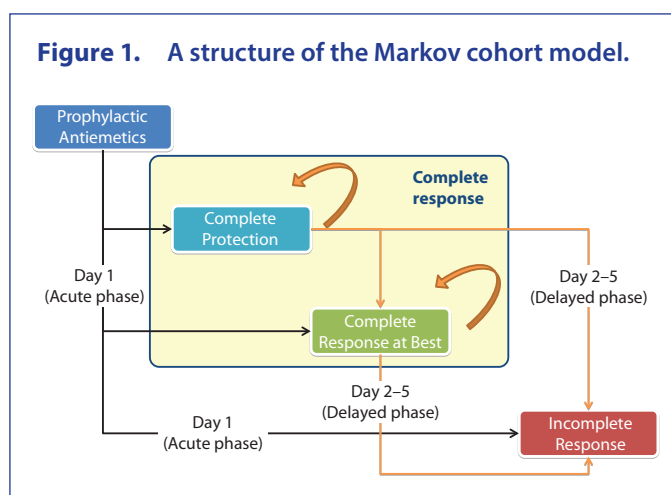 Figure 1. A structure of the Markov cohort model.
Prophylactic
Antiemetics
Complete
response
Complete
Protection
Day 1
(Acute phase)
Day 2–5
(Delayed phase)
Complete
Response at Best
Day 2–5
(Delayed phase)
Day 1
(Acute phase)
Incomplete
Response